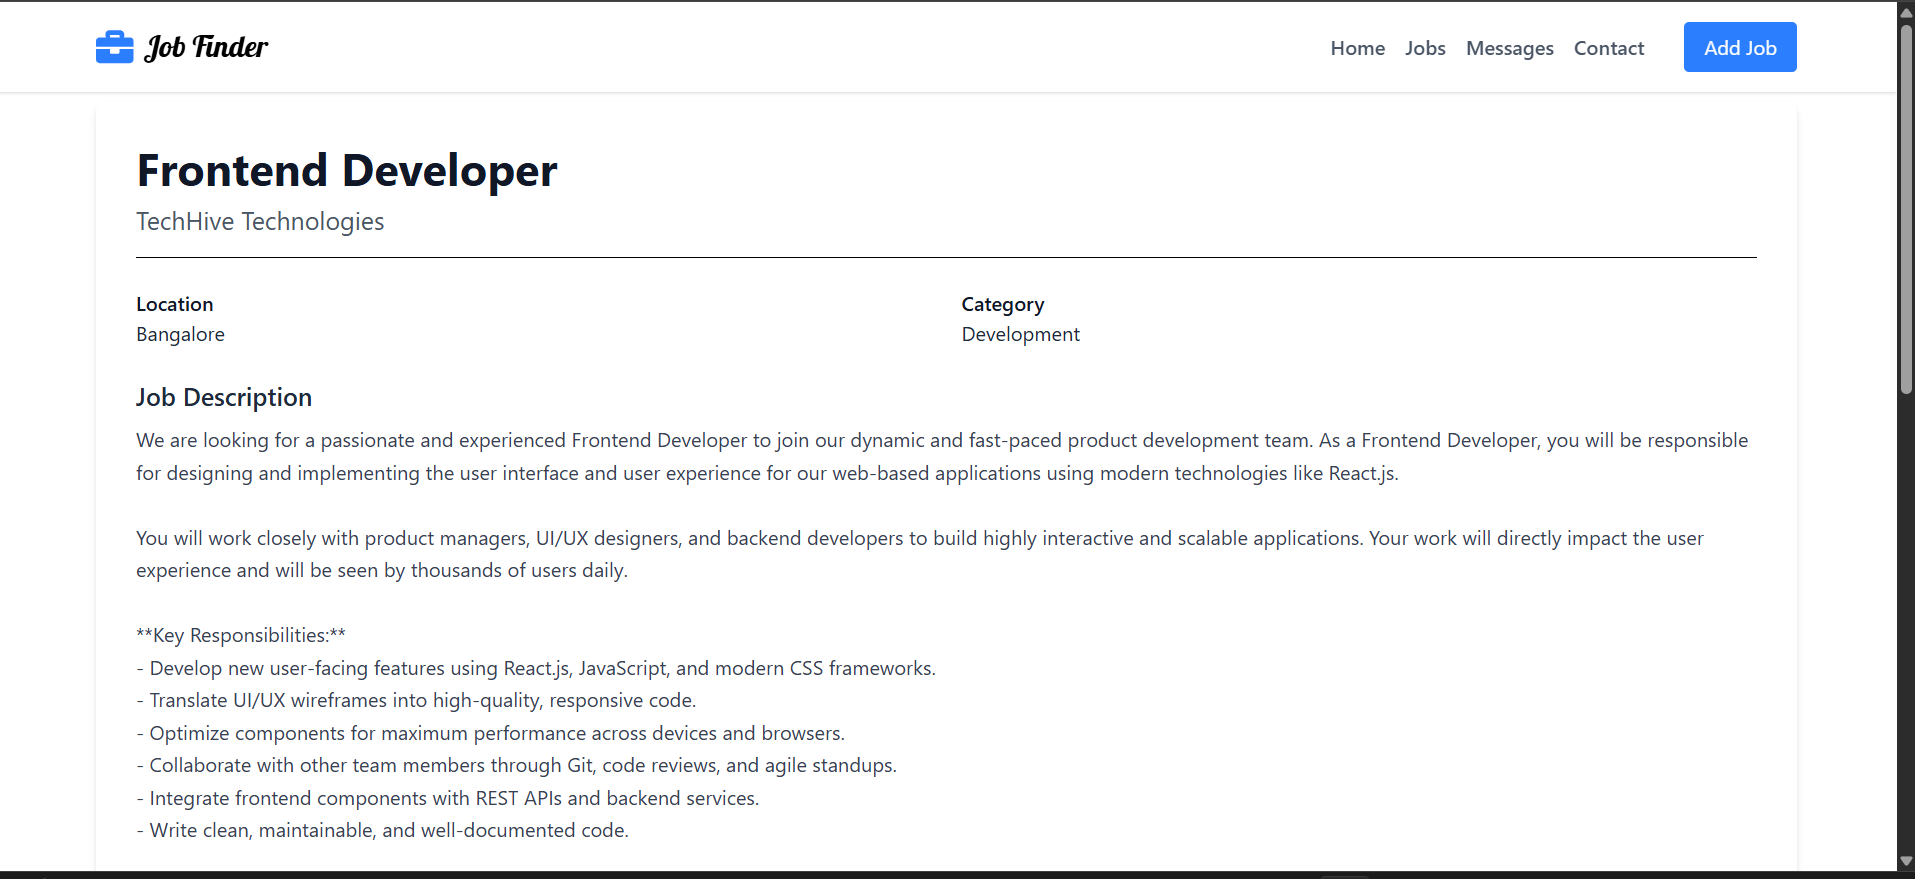 Job Finder
Home Jobs Messages Contact Add Job
Frontend Developer
TechHive Technologies
Location
Bangalore
Category
Development
Job Description
We are looking for a passionate and experienced Frontend Developer to join our dynamic and fast-paced product development team. As a Frontend Developer, you will be responsible
for designing and implementing the user interface and user experience for our web-based applications using modern technologies like React.js.
You will work closely with product managers, UI/UX designers, and backend developers to build highly interactive and scalable applications. Your work will directly impact the user
experience and will be seen by thousands of users daily.
**Key Responsibilities:**
- Develop new user-facing features using React.js, JavaScript, and modern CSS frameworks.
- Translate UI/UX wireframes into high-quality, responsive code.
- Optimize components for maximum performance across devices and browsers.
- Collaborate with other team members through Git, code reviews, and agile standups.
- Integrate frontend components with REST APIs and backend services.
- Write clean, maintainable, and well-documented code.